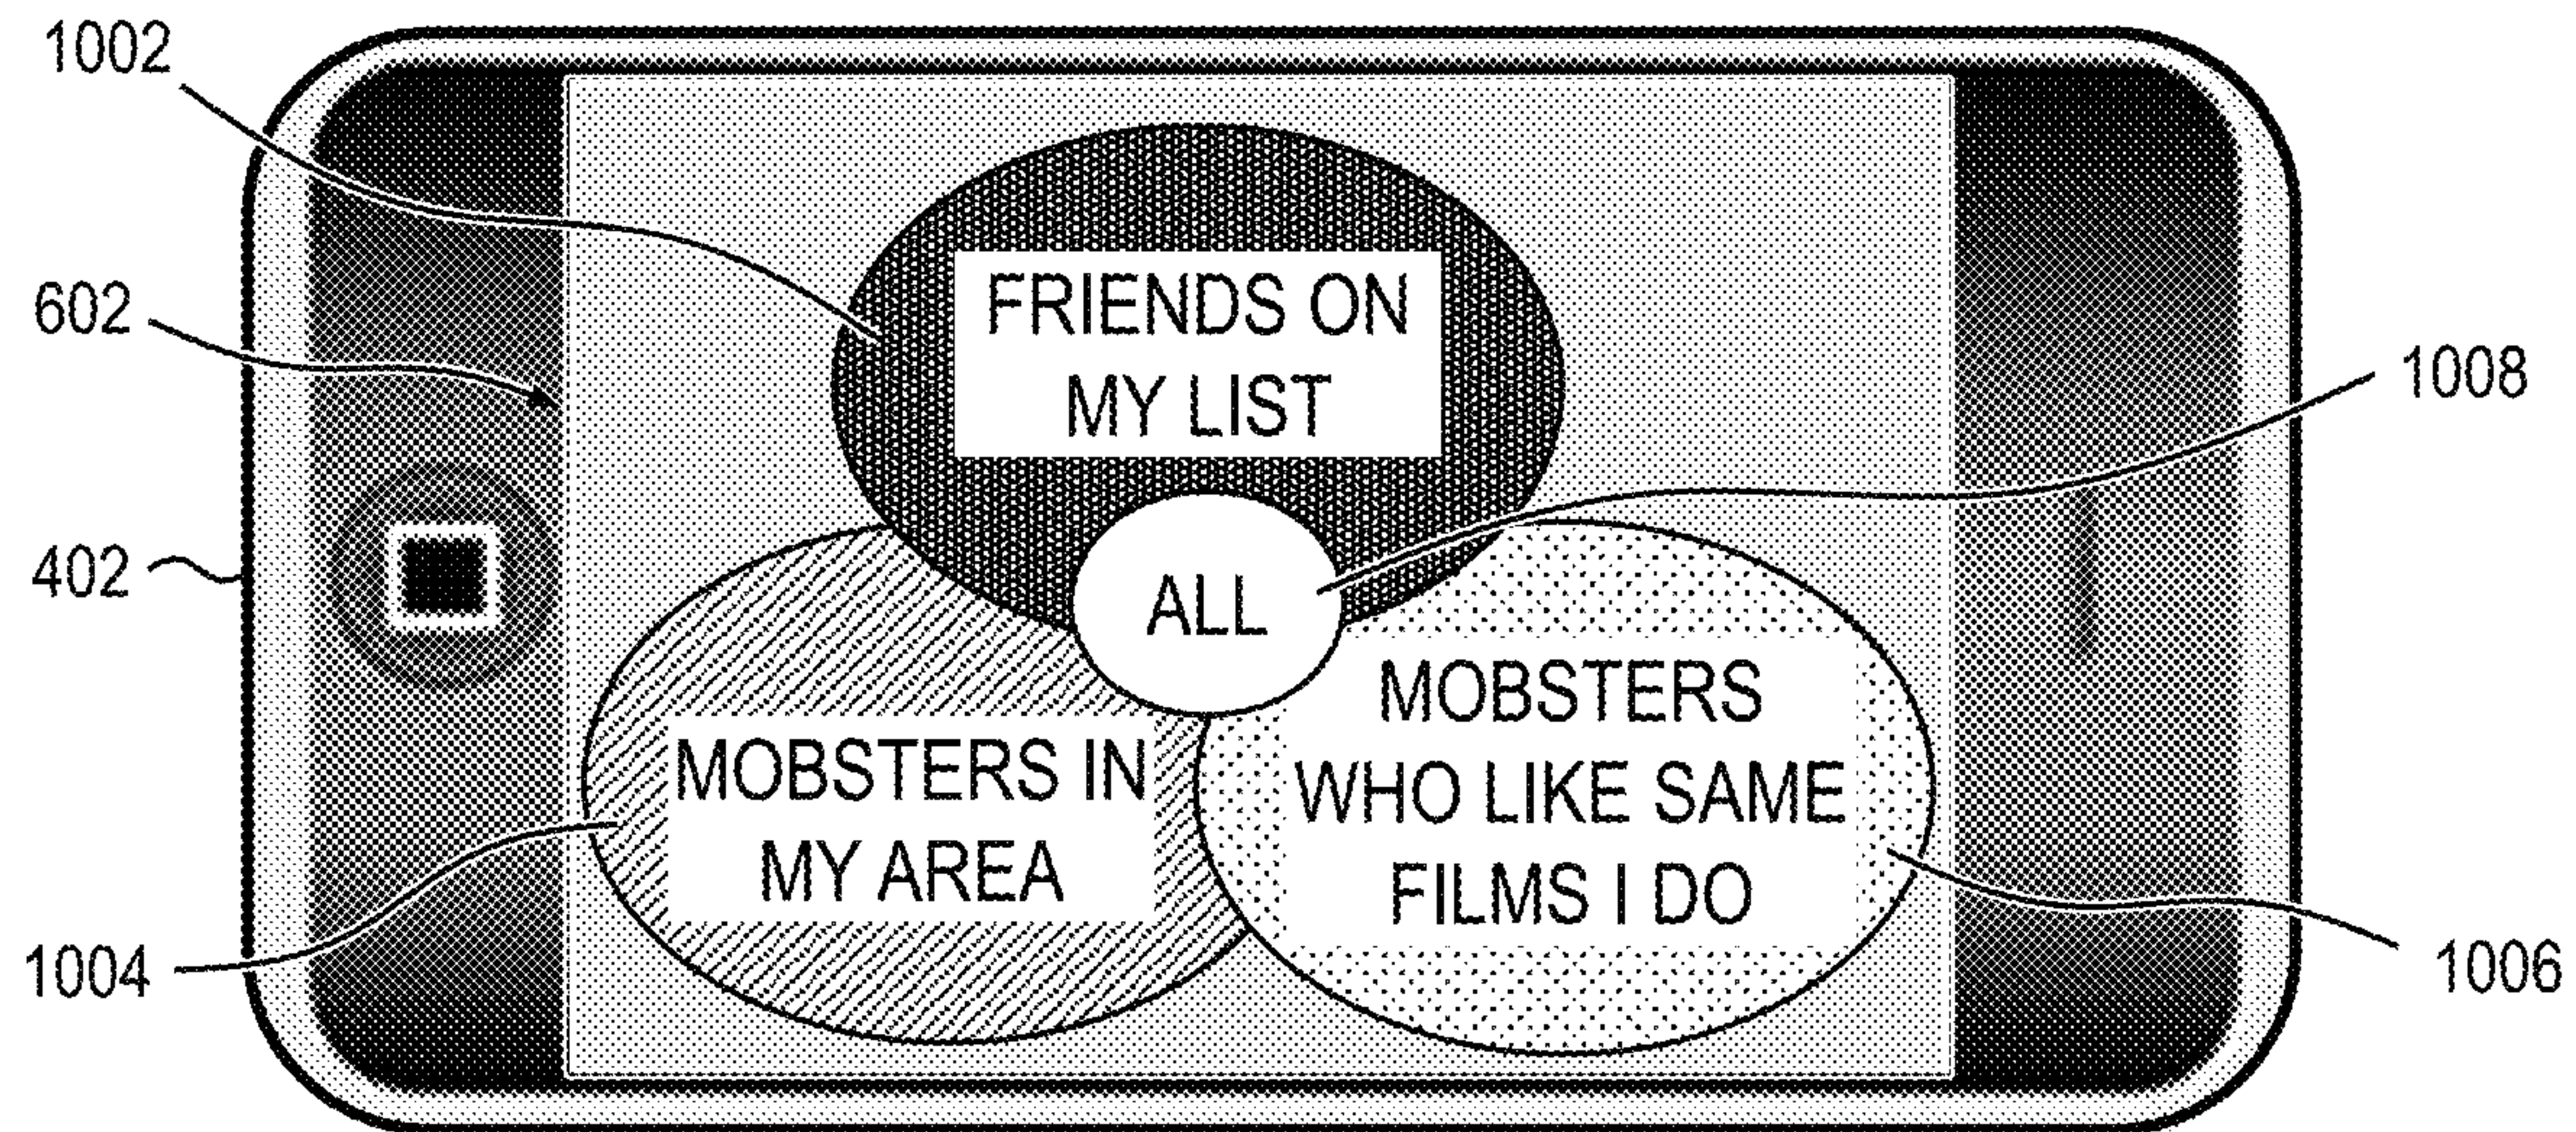 1002
602
402
1004
FRIENDS ON
MY LIST
ALL
MOBSTERS IN
MY AREA
MOBSTERS
WHO LIKE SAME
FILMS I DO
1008
1006